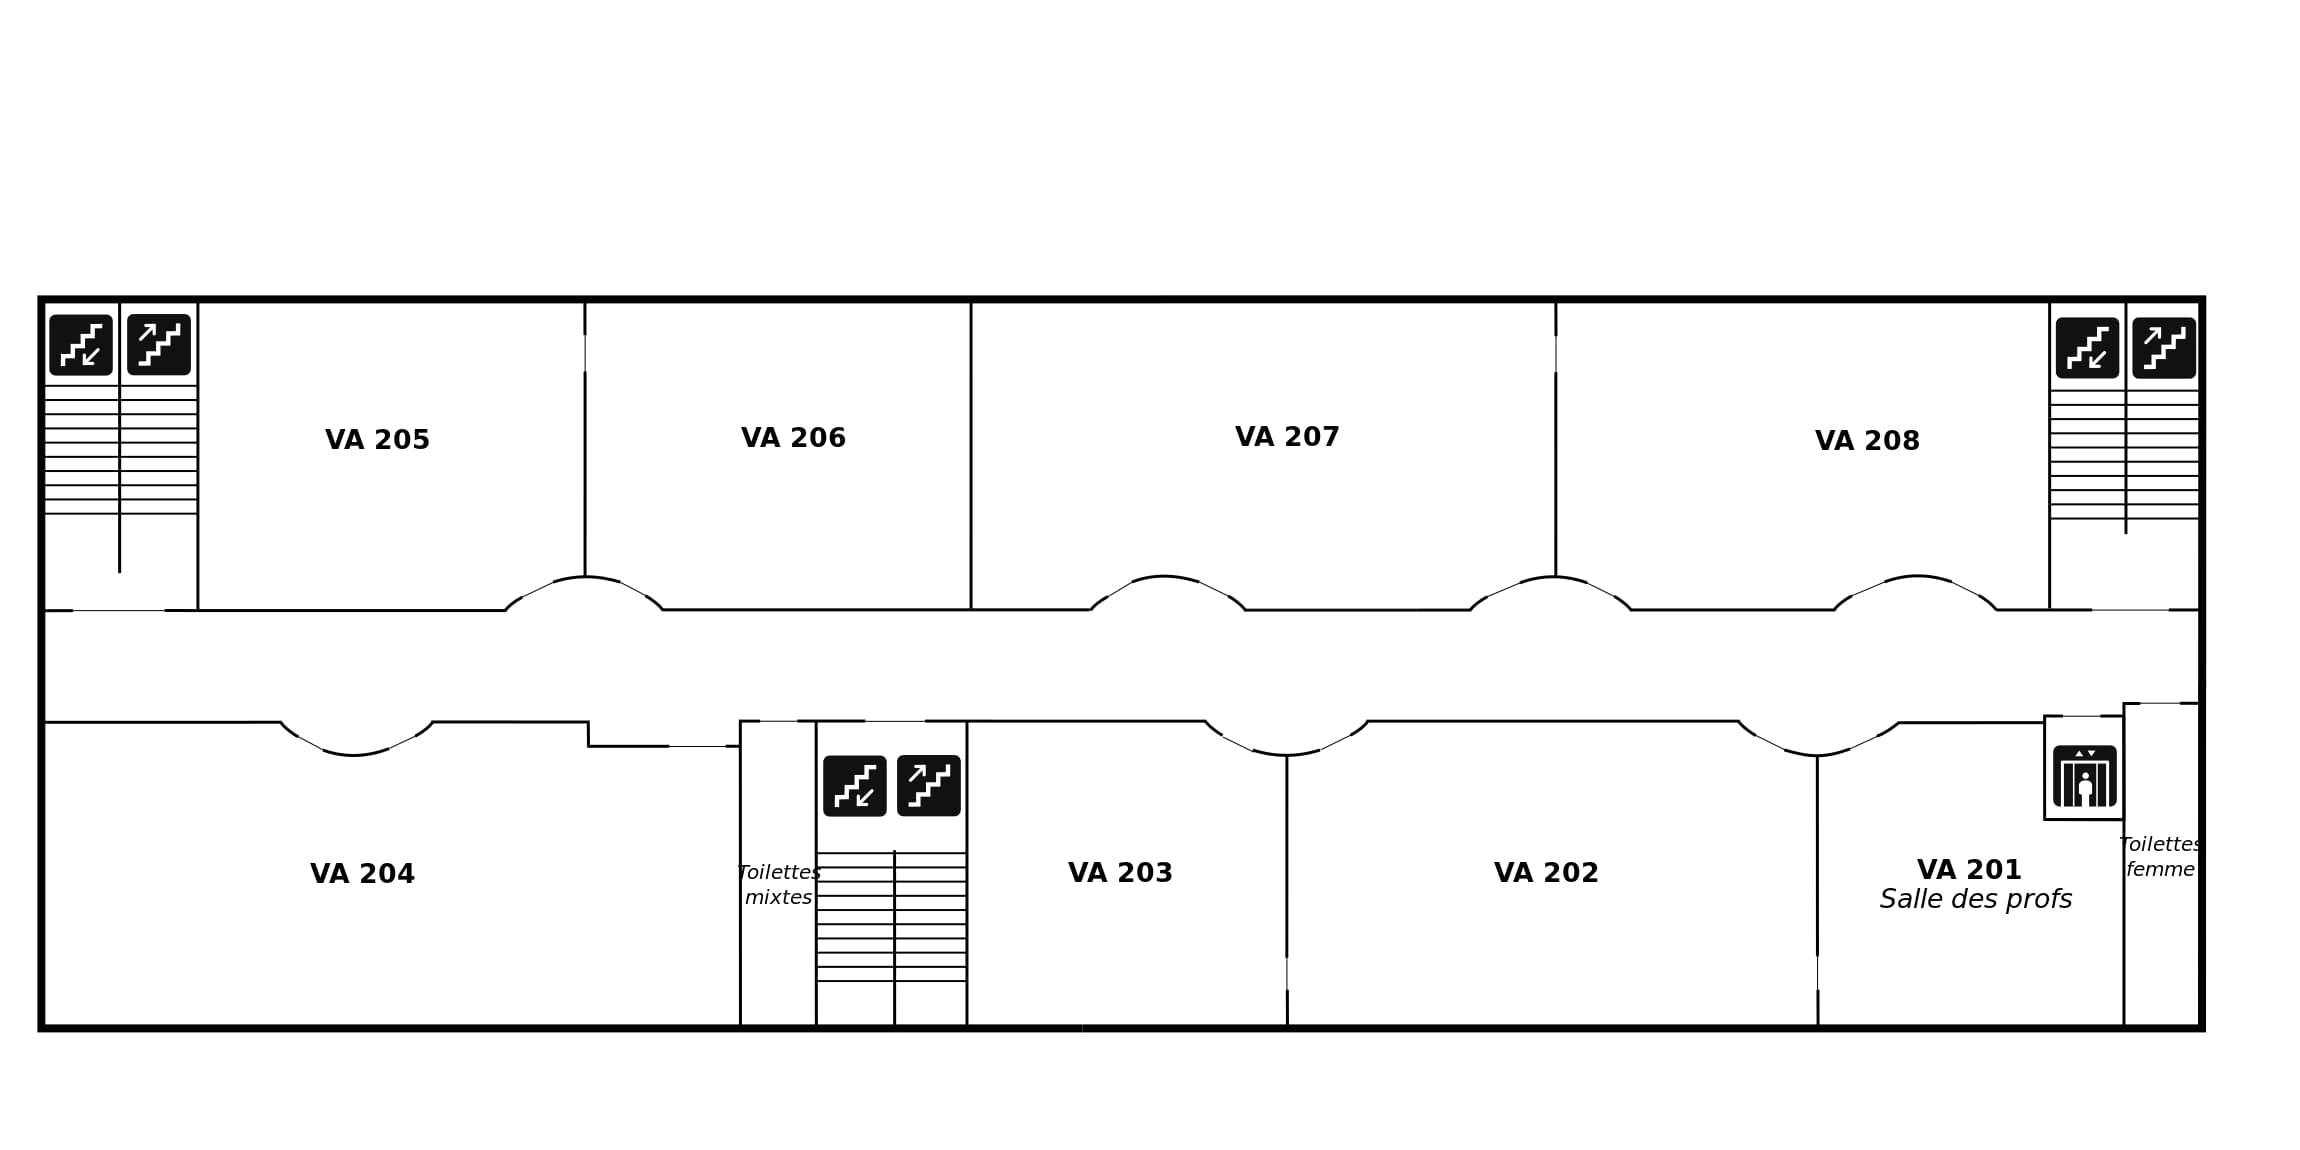 VA 205
VA 206
VA 207
VA 208
VA 204
Toilettes
mixtes
VA 203
VA 202
VA 201
Salle des profs
Toilettes
femme